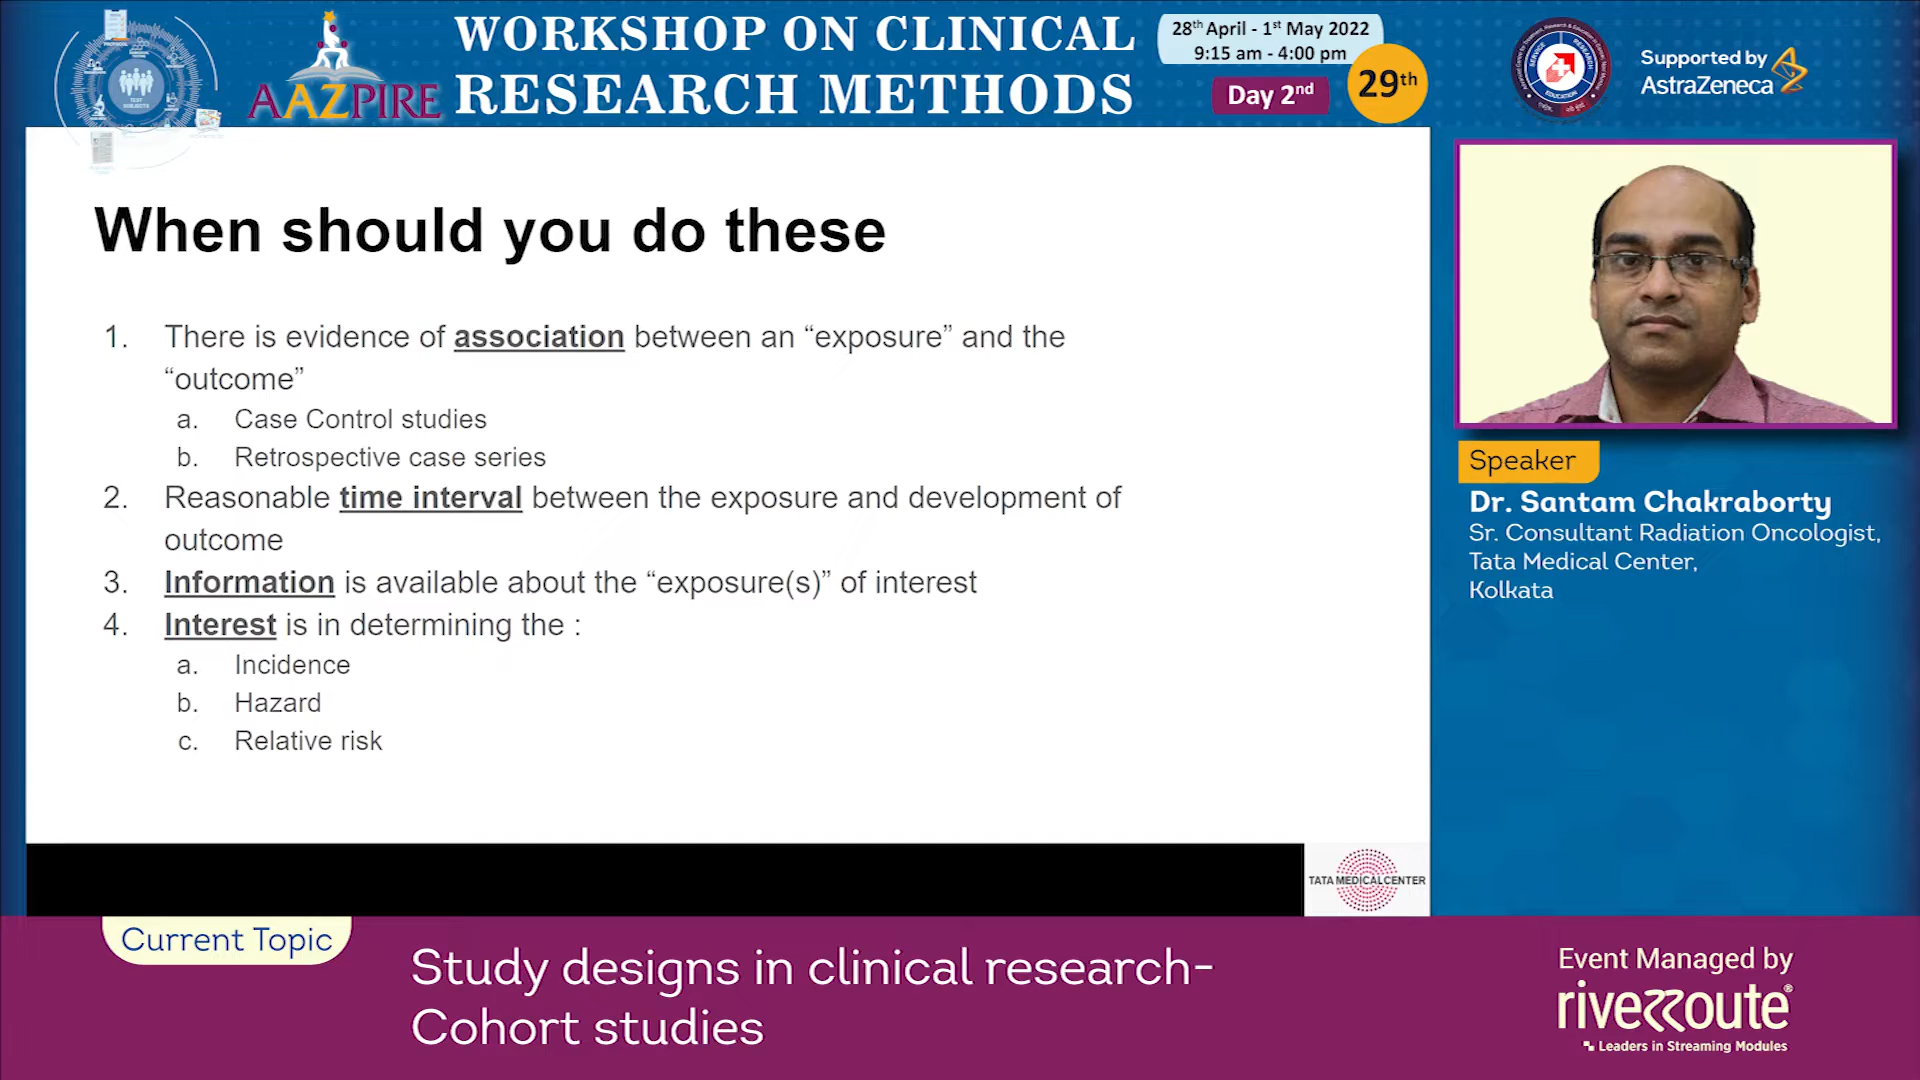 AAZPIRE
WORKSHOP ON CLINICAL
RESEARCH METHODS
28th April - 1st May 2022
9:15 am - 4:00 pm
Day 2nd
29th
Supported by
AstraZeneca
TEST
SUBJECTS
SERVICE
RESEARCH
EDUCATION
When should you do these
1. There is evidence of association between an “exposure” and the
“outcome”
a. Case Control studies
b. Retrospective case series
2. Reasonable time interval between the exposure and development of
outcome
3. Information is available about the “exposure(s)” of interest
4. Interest is in determining the :
a. Incidence
b. Hazard
c. Relative risk
TATA MEDICAL CENTER
Speaker
Dr. Santam Chakraborty
Sr. Consultant Radiation Oncologist,
Tata Medical Center,
Kolkata
Current Topic
Study designs in clinical research-
Cohort studies
Event Managed by
riverroute®
Leaders in Streaming Modules